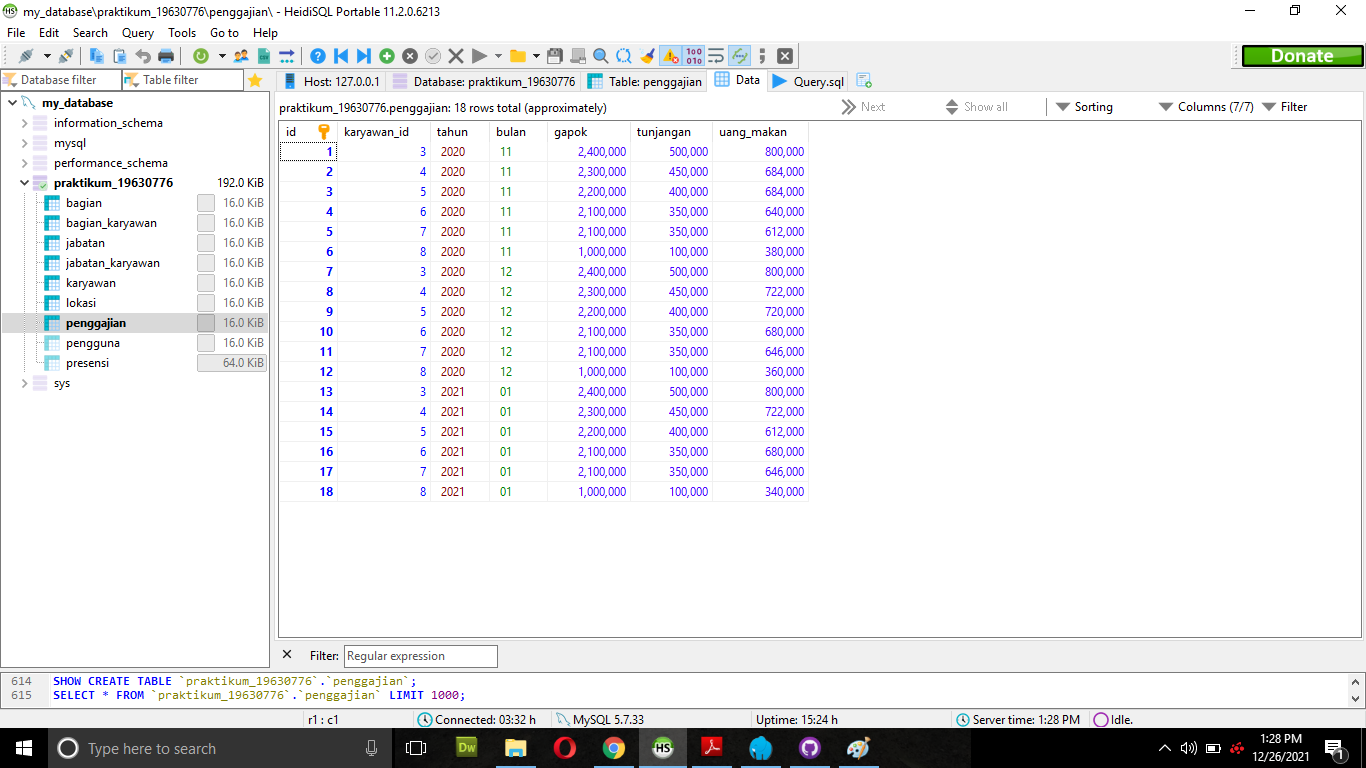 my_database\praktikum_19630776\penggajian\ - HeidiSQL Portable 11.2.0.6213
File Edit Search Query Tools Go to Help
Donate
Database filter Table filter
Host: 127.0.0.1 Database: praktikum_19630776 Table: penggajian Data Query.sql
praktikum_19630776.penggajian: 18 rows total (approximately) Next Show all Sorting Columns (7/7) Filter
my_database
information_schema
mysql
performance_schema
praktikum_19630776 192.0 KiB
bagian 16.0 KiB
bagian_karyawan 16.0 KiB
jabatan 16.0 KiB
jabatan_karyawan 16.0 KiB
karyawan 16.0 KiB
lokasi 16.0 KiB
penggajian 16.0 KiB
pengguna 16.0 KiB
presensi 64.0 KiB
sys
id karyawan_id tahun bulan gapok tunjangan uang_makan
1 3 2020 11 2,400,000 500,000 800,000
2 4 2020 11 2,300,000 450,000 684,000
3 5 2020 11 2,200,000 400,000 684,000
4 6 2020 11 2,100,000 350,000 640,000
5 7 2020 11 2,100,000 350,000 612,000
6 8 2020 11 1,000,000 100,000 380,000
7 3 2020 12 2,400,000 500,000 800,000
8 4 2020 12 2,300,000 450,000 722,000
9 5 2020 12 2,200,000 400,000 720,000
10 6 2020 12 2,100,000 350,000 680,000
11 7 2020 12 2,100,000 350,000 646,000
12 8 2020 12 1,000,000 100,000 360,000
13 3 2021 01 2,400,000 500,000 800,000
14 4 2021 01 2,300,000 450,000 722,000
15 5 2021 01 2,200,000 400,000 612,000
16 6 2021 01 2,100,000 350,000 680,000
17 7 2021 01 2,100,000 350,000 646,000
18 8 2021 01 1,000,000 100,000 340,000
Filter: Regular expression
614 SHOW CREATE TABLE `praktikum_19630776`.`penggajian`;
615 SELECT * FROM `praktikum_19630776`.`penggajian` LIMIT 1000;
r1 : c1 Connected: 03:32 h MySQL 5.7.33 Uptime: 15:24 h Server time: 1:28 PM Idle.
Type here to search
Dw
HS
1:28 PM
12/26/2021
1